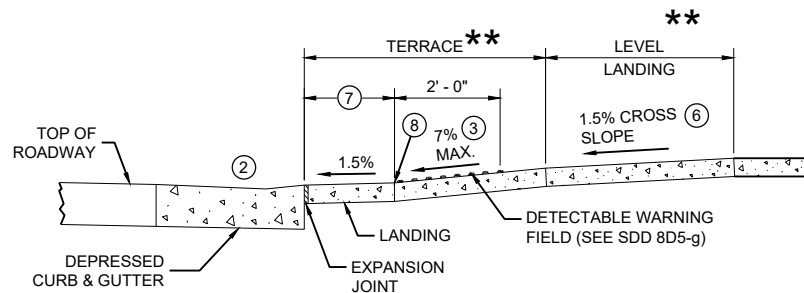 **
TERRACE **
LEVEL
LANDING
2' - 0"
7
8
7% 3
MAX.
1.5% CROSS 6
SLOPE
TOP OF
ROADWAY
2
1.5%
DETECTABLE WARNING
FIELD (SEE SDD 8D5-g)
LANDING
DEPRESSED
CURB & GUTTER
EXPANSION
JOINT